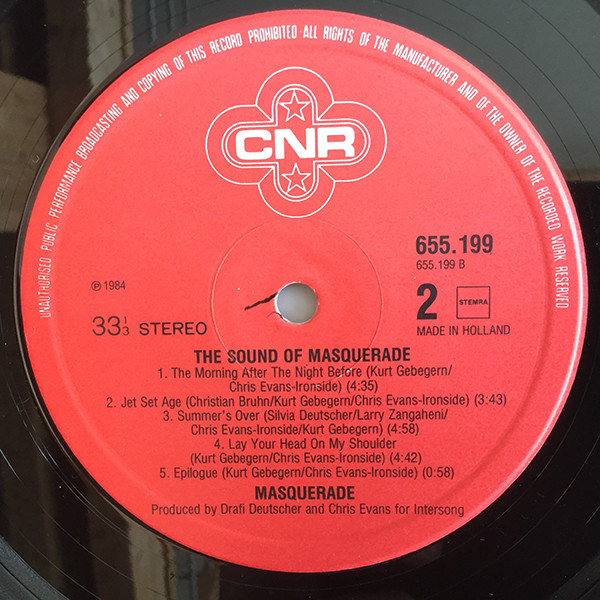 UNAUTHORISED PUBLIC PERFORMANCE BROADCASTING AND COPYING OF THIS RECORD PROHIBITED·ALL RIGHTS OF THE MANUFACTURER AND OF THE OWNER OF THE RECORDED WORK RESERVED
CNR
655.199
655.199 B
℗ 1984
2 STEMRA
33 1/3 STEREO
MADE IN HOLLAND
THE SOUND OF MASQUERADE
1. The Morning After The Night Before (Kurt Gebegern/
Chris Evans-Ironside) (4:35)
2. Jet Set Age (Christian Bruhn/Kurt Gebegern/Chris Evans-Ironside) (3:43)
3. Summer's Over (Silvia Deutscher/Larry Zangaheni/
Chris Evans-Ironside/Kurt Gebegern) (4:58)
4. Lay Your Head On My Shoulder
(Kurt Gebegern/Chris Evans-Ironside) (4:42)
5. Epilogue (Kurt Gebegern/Chris Evans-Ironside) (0:58)
MASQUERADE
Produced by Drafi Deutscher and Chris Evans for Intersong